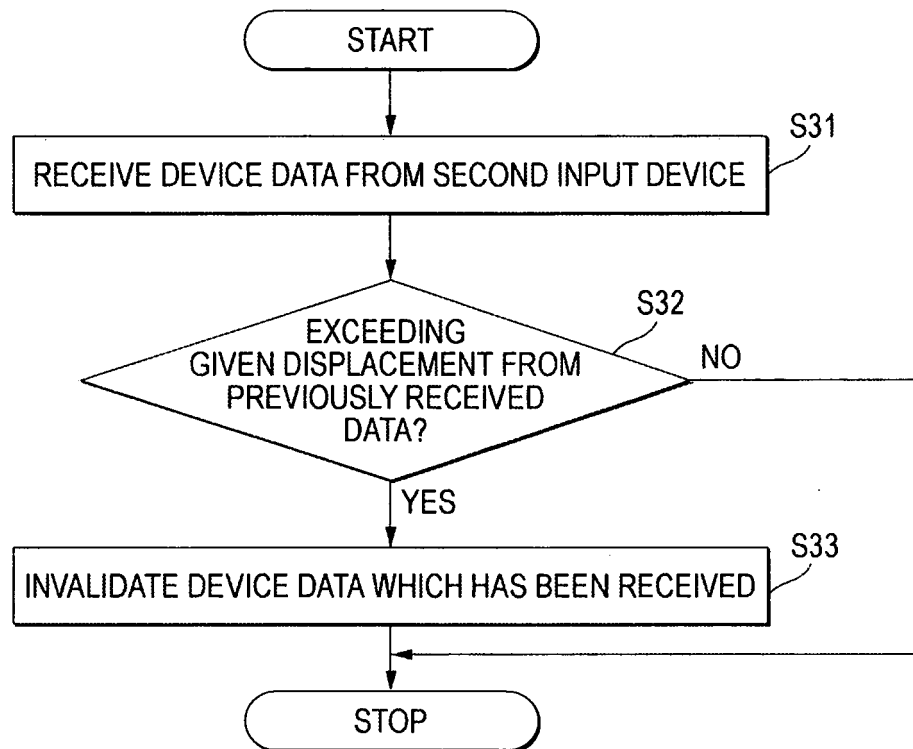 START
S31
RECEIVE DEVICE DATA FROM SECOND INPUT DEVICE
S32
EXCEEDING
GIVEN DISPLACEMENT FROM
PREVIOUSLY RECEIVED
DATA?
NO
YES
S33
INVALIDATE DEVICE DATA WHICH HAS BEEN RECEIVED
STOP